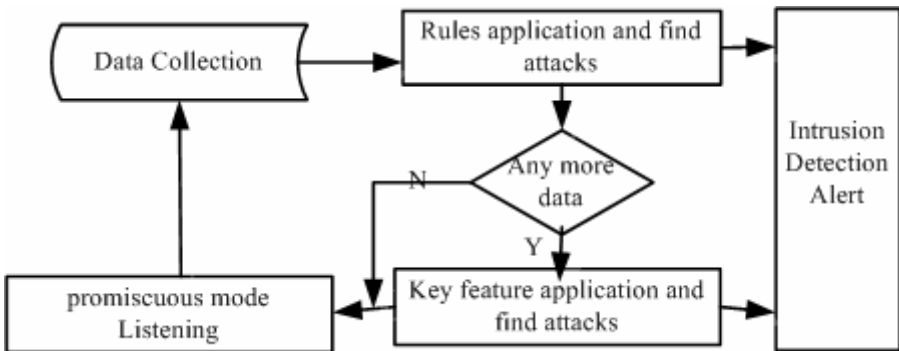 Data Collection
Rules application and find
attacks
Intrusion
Detection
Alert
Any more
data
N
Y
promiscuous mode
Listening
Key feature application and
find attacks